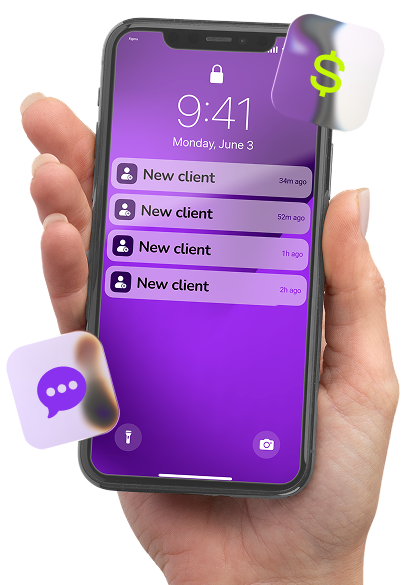 Figma
9:41
Monday, June 3
New client
34m ago
New client
52m ago
New client
1h ago
New client
2h ago
$